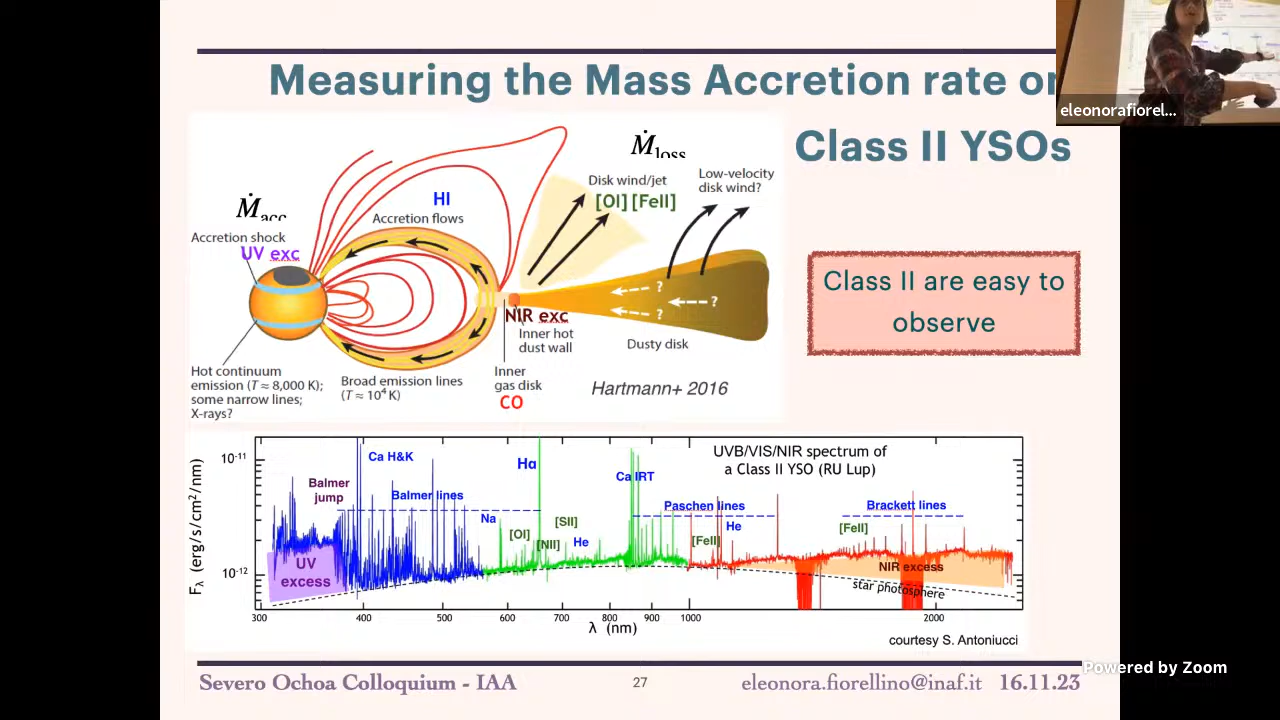 Measuring the Mass Accretion rate on
Class II YSOs
eleonorafiorel...
Ṁloss
Low-velocity
disk wind?
Disk wind/jet
[OI] [FeII]
HI
Accretion flows
Ṁacc
Accretion shock
UV exc
?
?
?
NIR exc
Inner hot
dust wall
Dusty disk
Hot continuum
emission (T ≈ 8,000 K);
some narrow lines;
X-rays?
Broad emission lines
(T ≈ 10⁴ K)
Inner
gas disk
CO
Hartmann+ 2016
Class II are easy to
observe
UVB/VIS/NIR spectrum of
a Class II YSO (RU Lup)
10⁻¹¹
10⁻¹²
Fλ (erg/s/cm²/nm)
Ca H&K
Hα
Ca IRT
Balmer
jump
Balmer lines
Na
[OI]
[SII]
[NII]
He
Paschen lines
He
[FeII]
Brackett lines
[FeII]
UV
excess
NIR excess
star photosphere
300 400 500 600 700 800 900 1000 2000
λ (nm)
courtesy S. Antoniucci
Severo Ochoa Colloquium - IAA
27
eleonora.fiorellino@inaf.it 16.11.23
Powered by Zoom